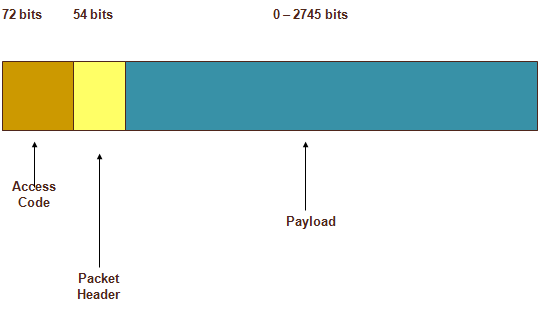 72 bits
54 bits
0 – 2745 bits
Access
Code
Payload
Packet
Header